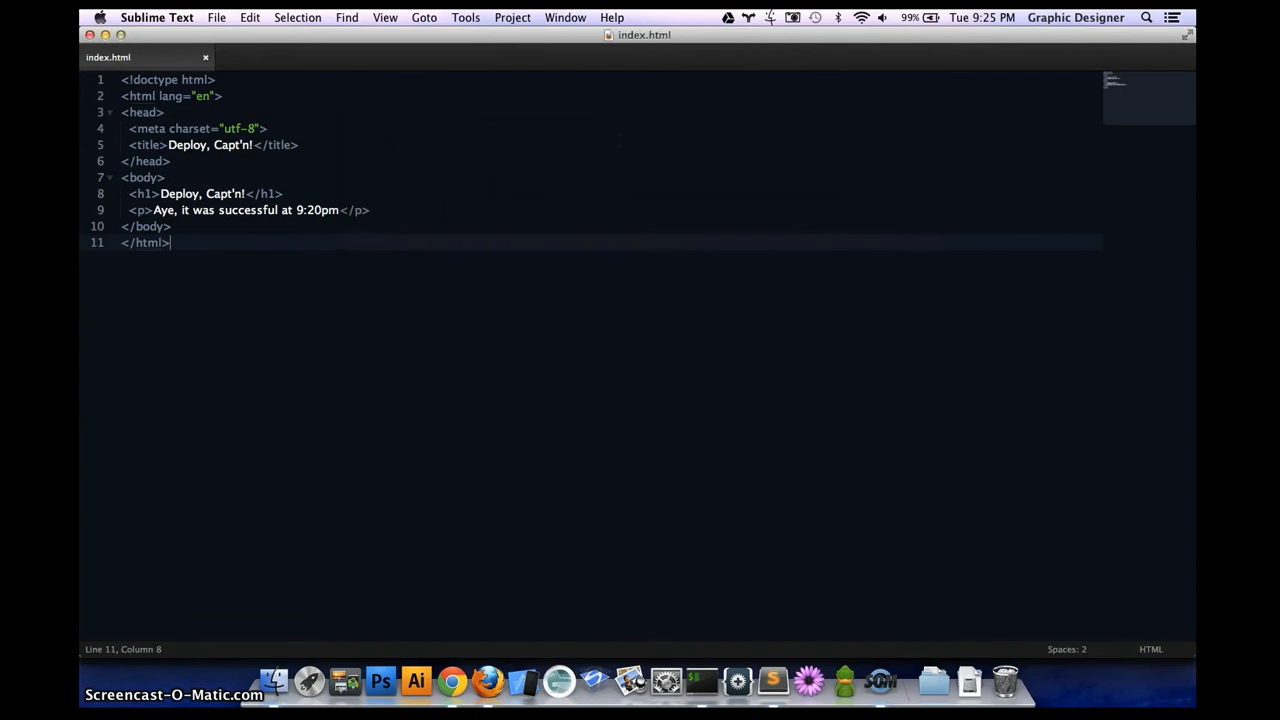 Sublime Text File Edit Selection Find View Goto Tools Project Window Help 99% Tue 9:25 PM Graphic Designer
index.html
index.html
1 <!doctype html>
2 <html lang="en">
3 <head>
4 <meta charset="utf-8">
5 <title>Deploy, Capt'n!</title>
6 </head>
7 <body>
8 <h1>Deploy, Capt'n!</h1>
9 <p>Aye, it was successful at 9:20pm</p>
10 </body>
11 </html>
Line 11, Column 8 Spaces: 2 HTML
Ps Ai $ S SOM
Screencast-O-Matic.com